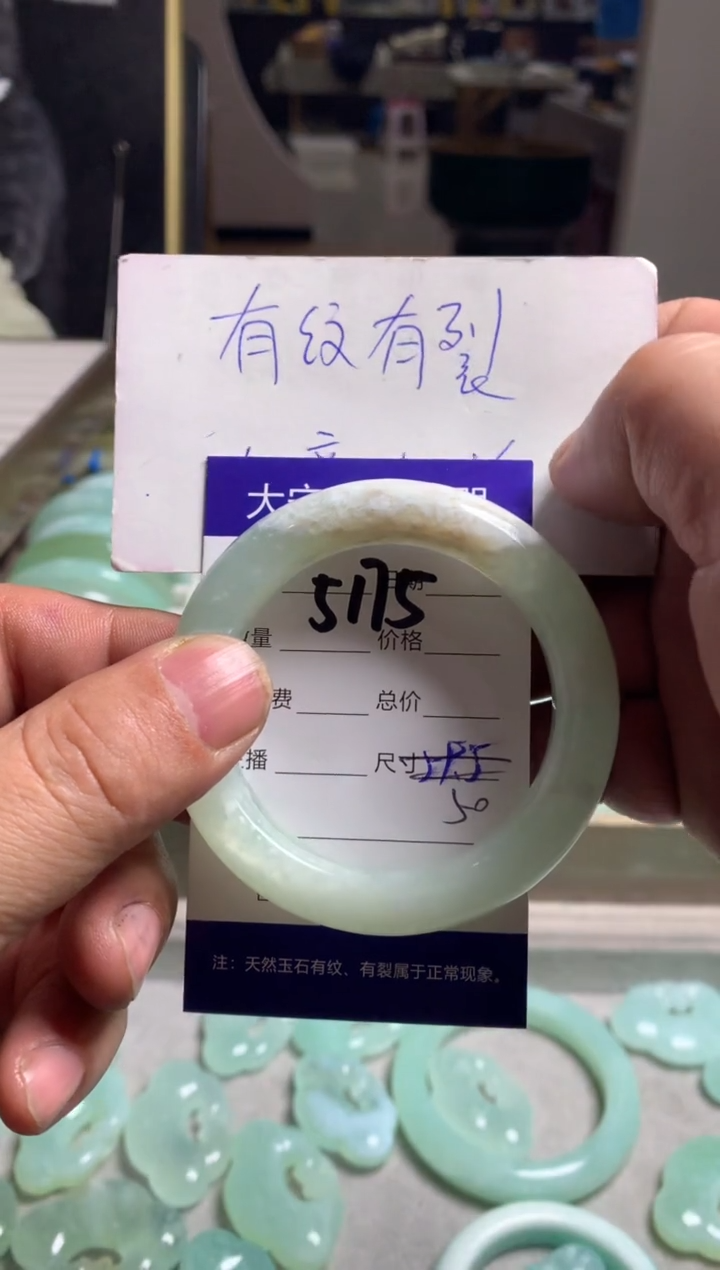 有纹有裂
大
5175
量 价格
费 总价
播 尺寸
50
注：天然玉石有纹、有裂属于正常现象。